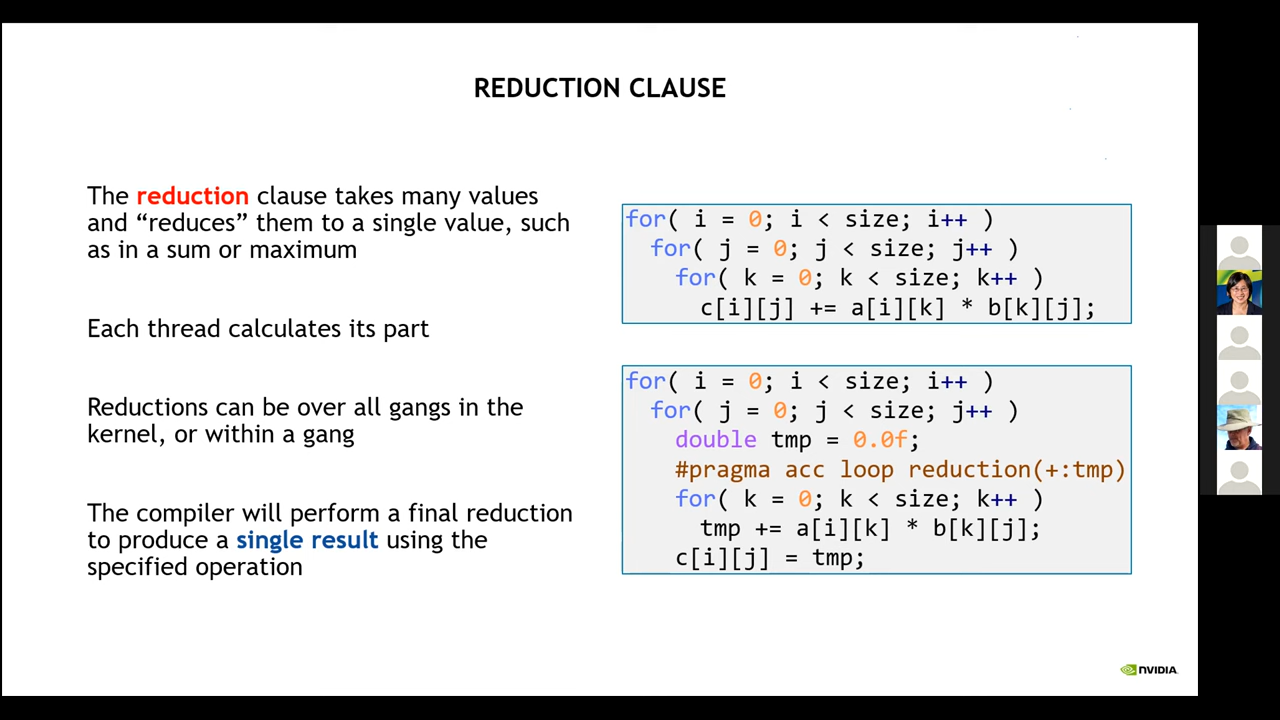 REDUCTION CLAUSE
The reduction clause takes many values
and “reduces” them to a single value, such
as in a sum or maximum
Each thread calculates its part
Reductions can be over all gangs in the
kernel, or within a gang
The compiler will perform a final reduction
to produce a single result using the
specified operation
for( i = 0; i < size; i++ )
for( j = 0; j < size; j++ )
for( k = 0; k < size; k++ )
c[i][j] += a[i][k] * b[k][j];
for( i = 0; i < size; i++ )
for( j = 0; j < size; j++ )
double tmp = 0.0f;
#pragma acc loop reduction(+:tmp)
for( k = 0; k < size; k++ )
tmp += a[i][k] * b[k][j];
c[i][j] = tmp;
NVIDIA